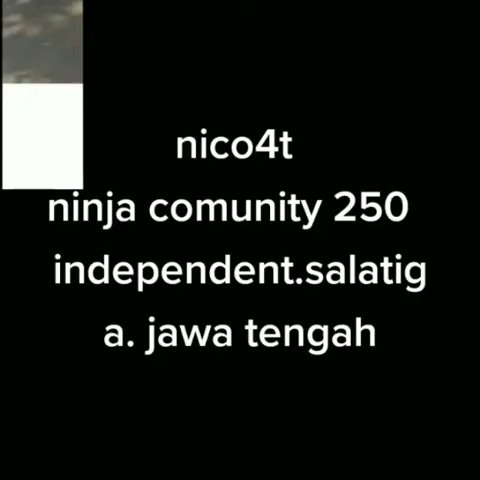 nico4t
ninja comunity 250
independent.salatig
a. jawa tengah